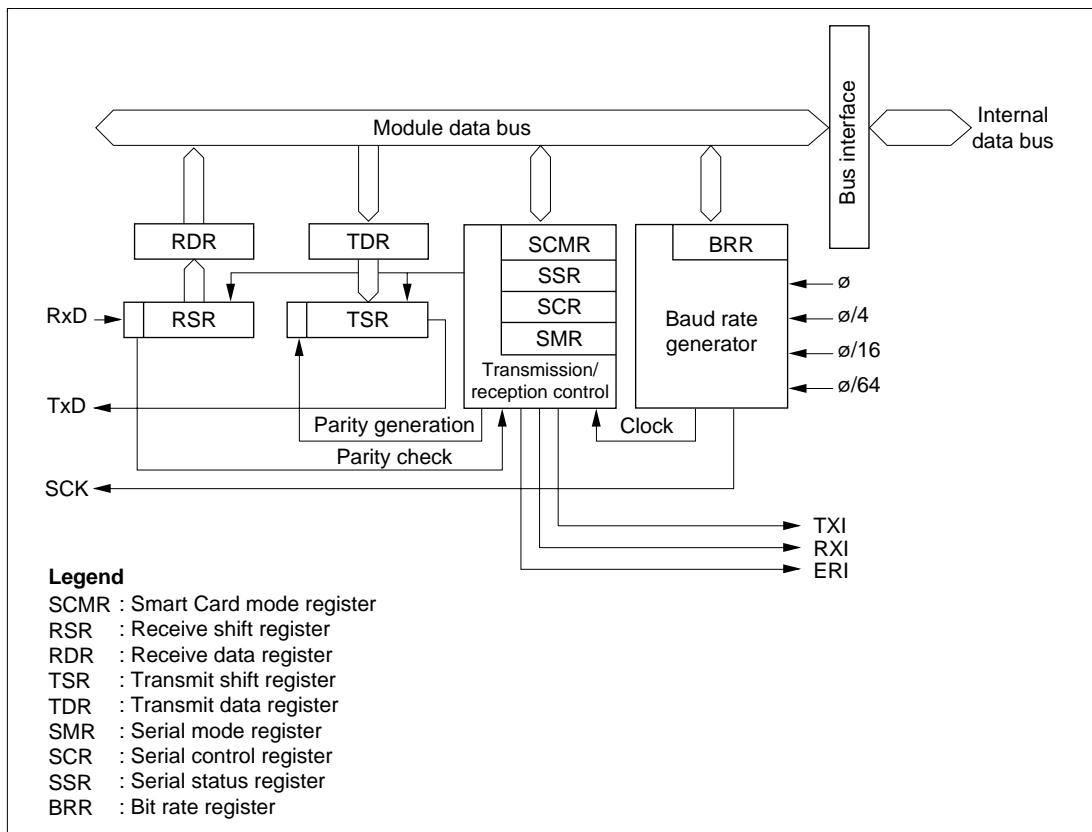 Module data bus
Bus interface
Internal
data bus
RDR
TDR
SCMR
BRR
SSR
SCR
SMR
RSR
TSR
RxD
Baud rate
generator
ø
ø/4
ø/16
ø/64
Transmission/
reception control
TxD
Parity generation
Clock
Parity check
SCK
TXI
RXI
ERI
Legend
SCMR : Smart Card mode register
RSR : Receive shift register
RDR : Receive data register
TSR : Transmit shift register
TDR : Transmit data register
SMR : Serial mode register
SCR : Serial control register
SSR : Serial status register
BRR : Bit rate register